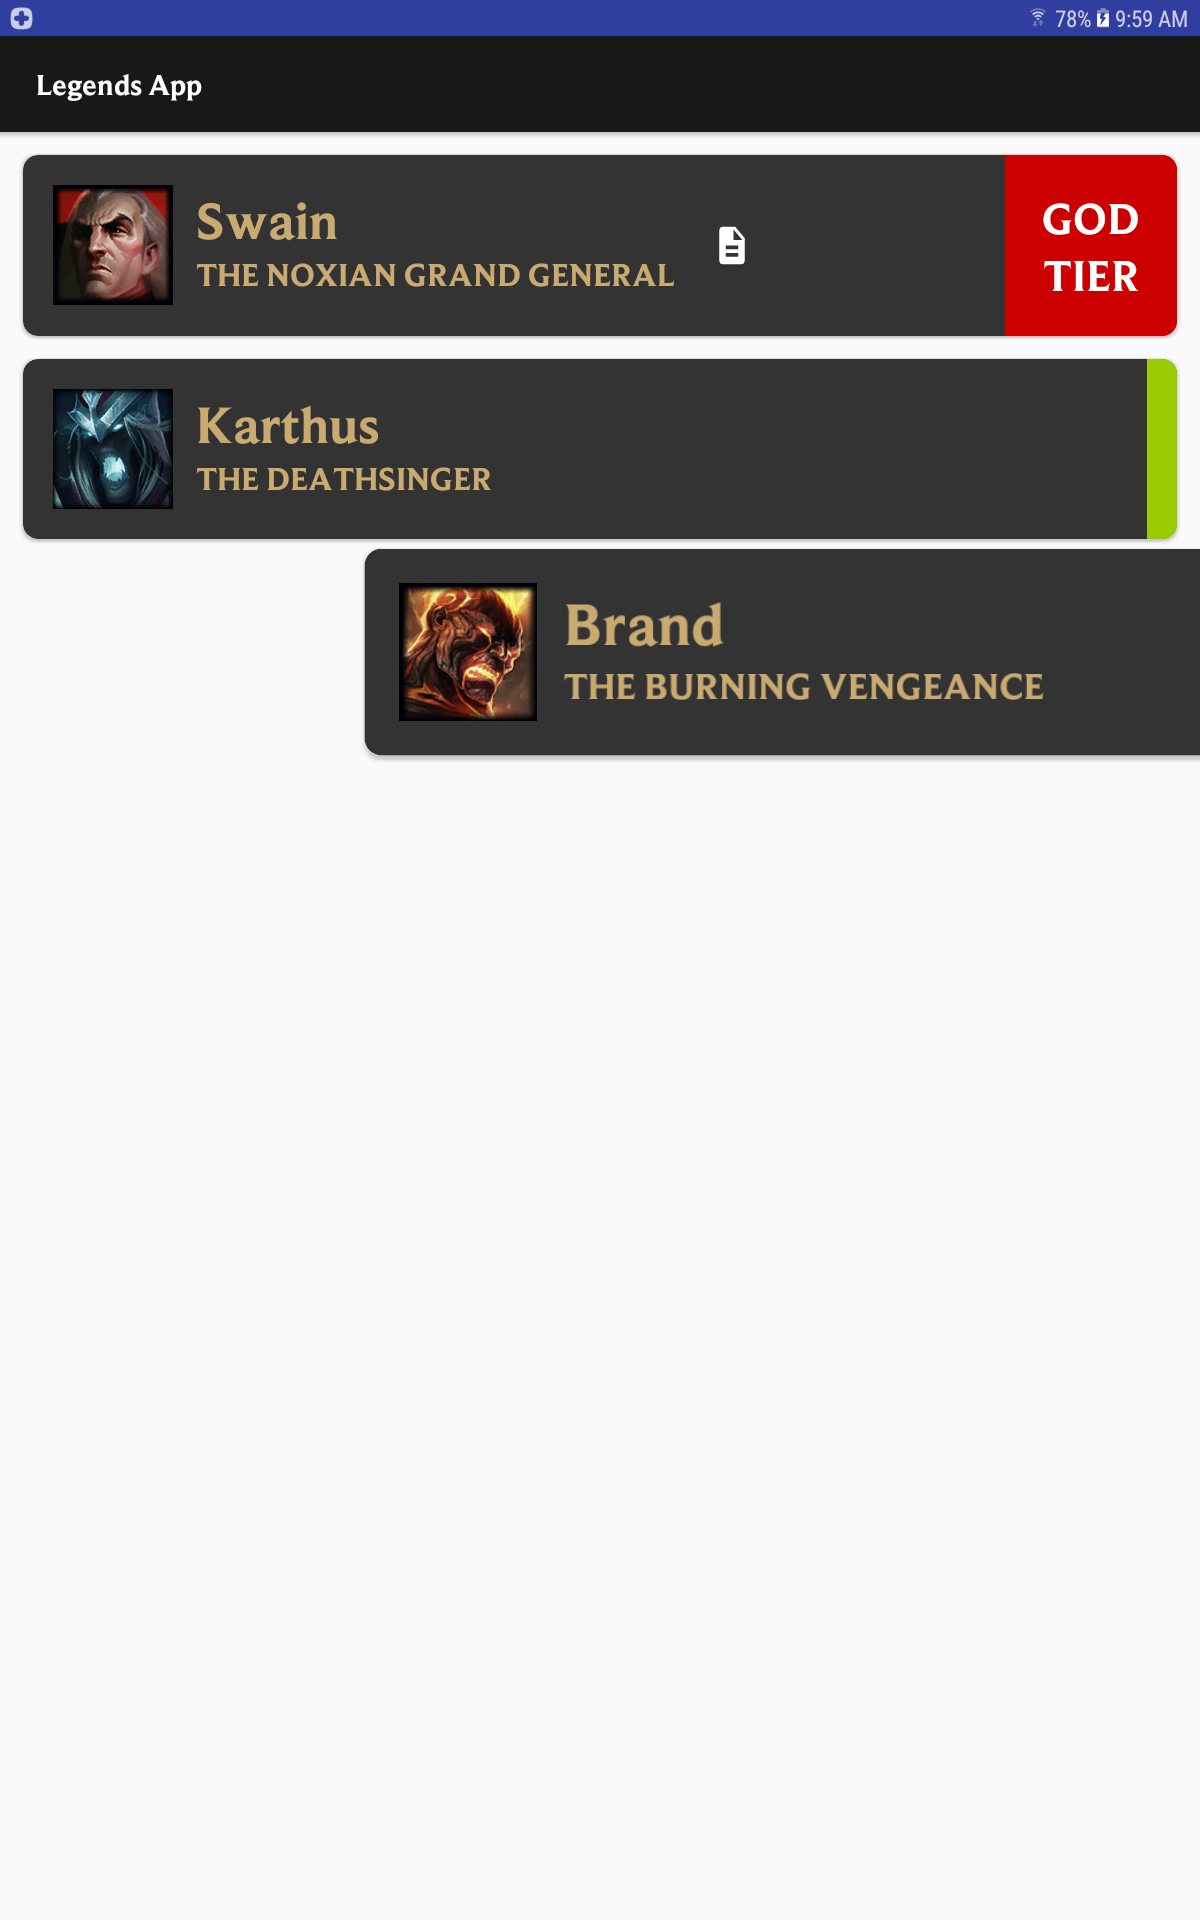 78% 9:59 AM
Legends App
Swain
THE NOXIAN GRAND GENERAL
GOD
TIER
Karthus
THE DEATHSINGER
Brand
THE BURNING VENGEANCE